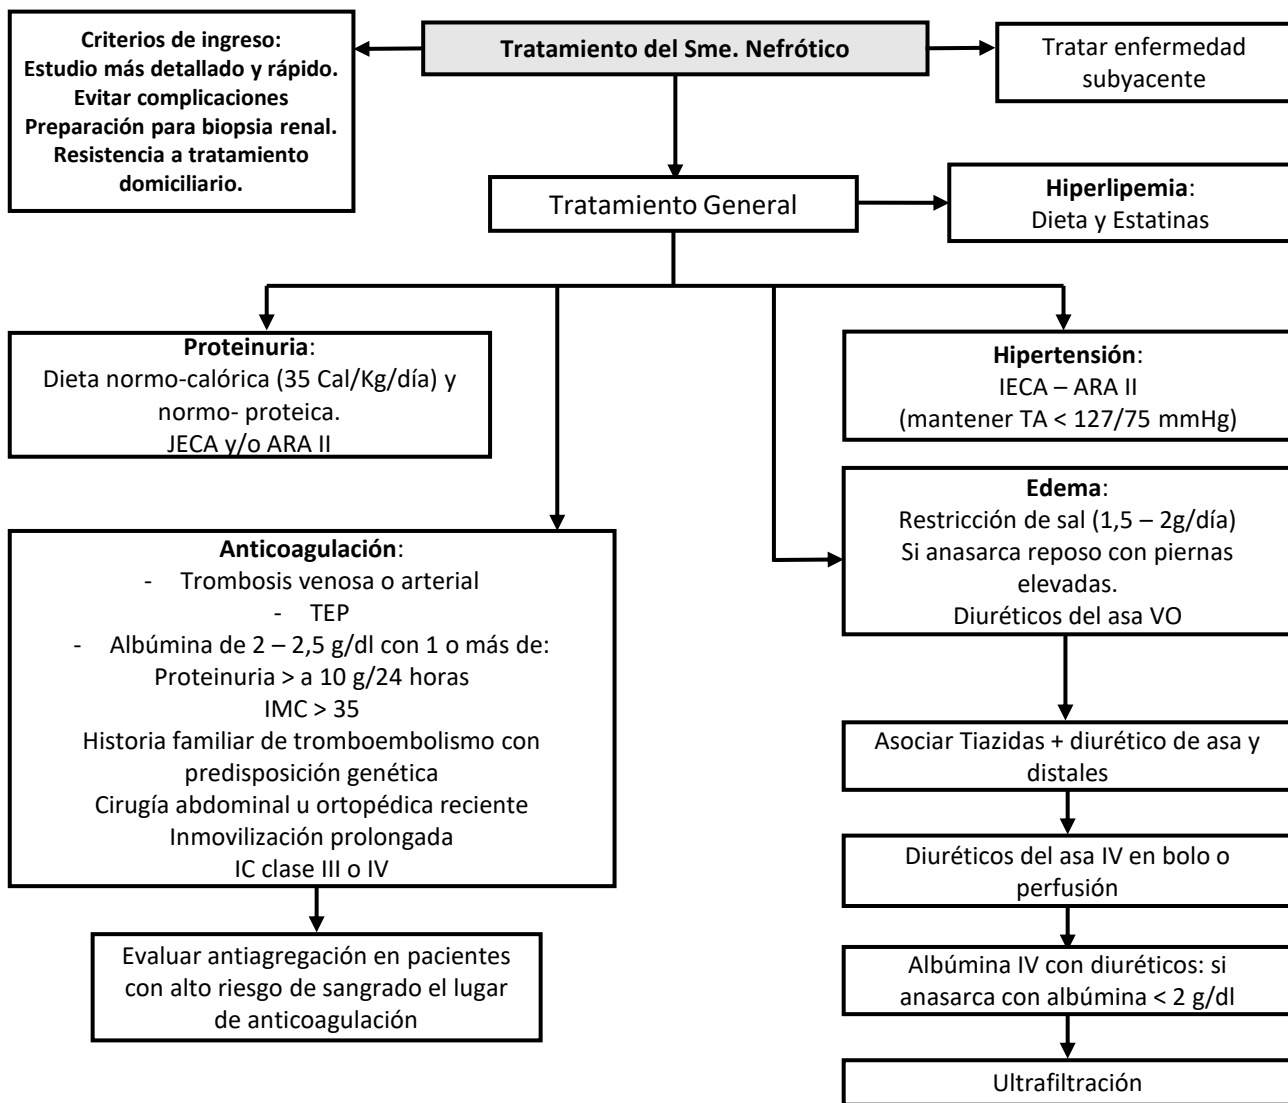 Tratamiento del Sme. Nefrótico
Criterios de ingreso:
Estudio más detallado y rápido.
Evitar complicaciones
Preparación para biopsia renal.
Resistencia a tratamiento
domiciliario.
Tratar enfermedad
subyacente
Tratamiento General
Hiperlipemia:
Dieta y Estatinas
Proteinuria:
Dieta normo-calórica (35 Cal/Kg/día) y
normo- proteica.
JECA y/o ARA II
Hipertensión:
IECA – ARA II
(mantener TA < 127/75 mmHg)
Anticoagulación:
- Trombosis venosa o arterial
- TEP
- Albúmina de 2 – 2,5 g/dl con 1 o más de:
Proteinuria > a 10 g/24 horas
IMC > 35
Historia familiar de tromboembolismo con
predisposición genética
Cirugía abdominal u ortopédica reciente
Inmovilización prolongada
IC clase III o IV
Evaluar antiagregación en pacientes
con alto riesgo de sangrado el lugar
de anticoagulación
Edema:
Restricción de sal (1,5 – 2g/día)
Si anasarca reposo con piernas
elevadas.
Diuréticos del asa VO
Asociar Tiazidas + diurético de asa y
distales
Diuréticos del asa IV en bolo o
perfusión
Albúmina IV con diuréticos: si
anasarca con albúmina < 2 g/dl
Ultrafiltración